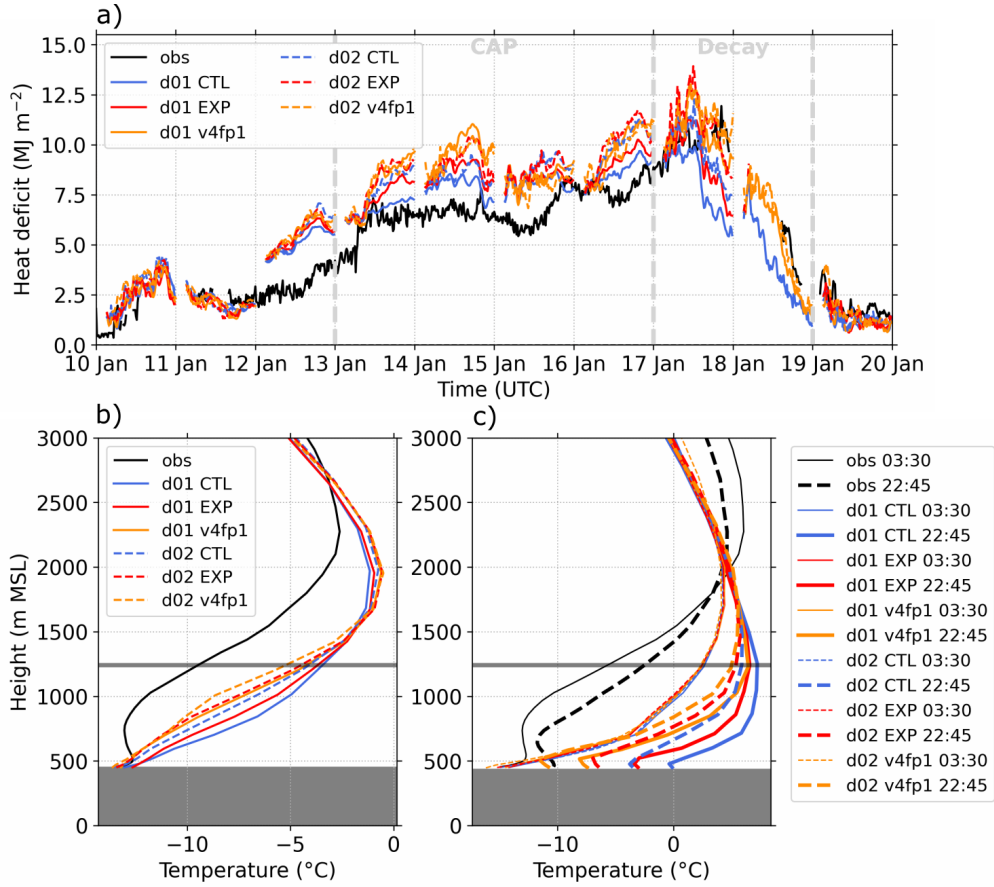 a)
Heat deficit (MJ m−2)
15.0
12.5
10.0
7.5
5.0
2.5
0.0
CAP
Decay
obs
d01 CTL
d01 EXP
d01 v4fp1
d02 CTL
d02 EXP
d02 v4fp1
10 Jan 11 Jan 12 Jan 13 Jan 14 Jan 15 Jan 16 Jan 17 Jan 18 Jan 19 Jan 20 Jan
Time (UTC)
b)
Height (m MSL)
3000
2500
2000
1500
1000
500
0
obs
d01 CTL
d01 EXP
d01 v4fp1
d02 CTL
d02 EXP
d02 v4fp1
−10 −5 0
Temperature (°C)
c)
3000
2500
2000
1500
1000
500
0
−10 0
Temperature (°C)
obs 03:30
obs 22:45
d01 CTL 03:30
d01 CTL 22:45
d01 EXP 03:30
d01 EXP 22:45
d01 v4fp1 03:30
d01 v4fp1 22:45
d02 CTL 03:30
d02 CTL 22:45
d02 EXP 03:30
d02 EXP 22:45
d02 v4fp1 03:30
d02 v4fp1 22:45